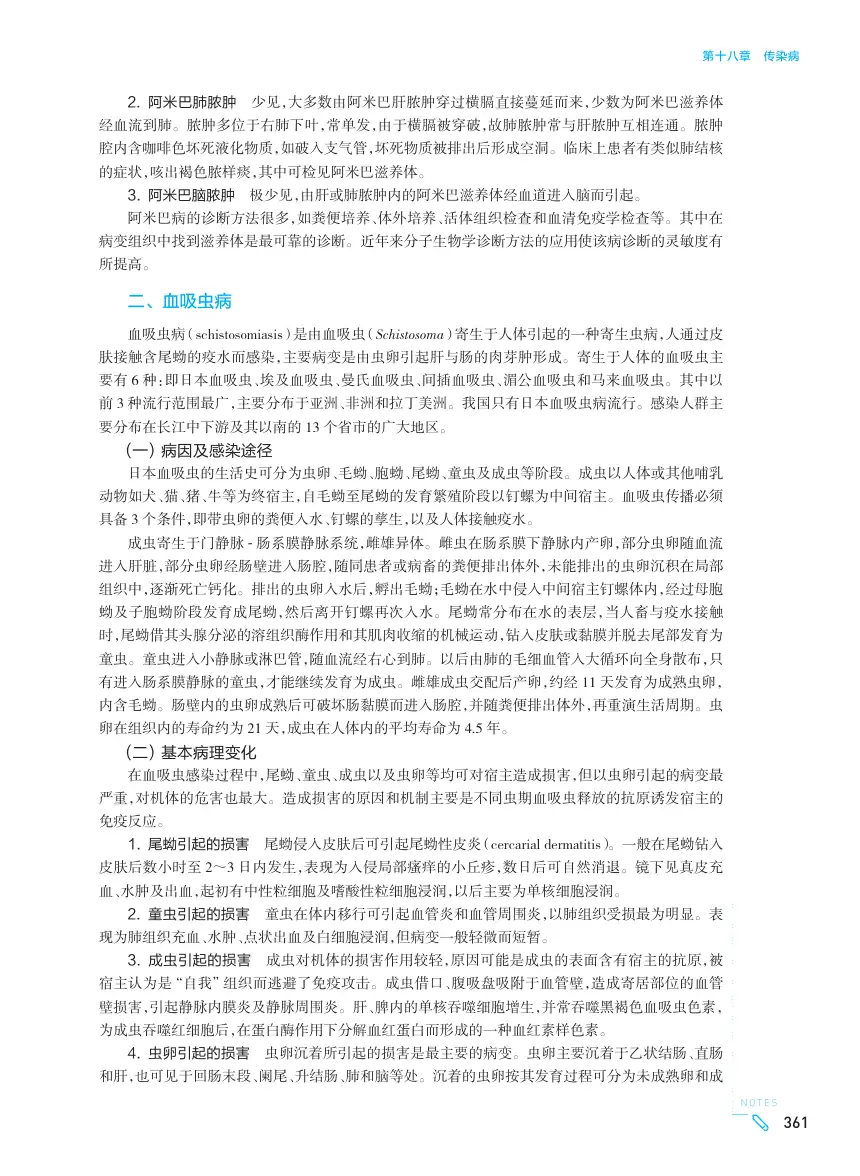 第十八章 传染病
2. 阿米巴肺脓肿 少见,大多数由阿米巴肝脓肿穿过横膈直接蔓延而来,少数为阿米巴滋养体
经血流到肺。脓肿多位于右肺下叶,常单发,由于横膈被穿破,故肺脓肿常与肝脓肿互相连通。脓肿
腔内含咖啡色坏死液化物质,如破入支气管,坏死物质被排出后形成空洞。临床上患者有类似肺结核
的症状,咳出褐色脓样痰,其中可检见阿米巴滋养体。
3. 阿米巴脑脓肿 极少见,由肝或肺脓肿内的阿米巴滋养体经血道进入脑而引起。
阿米巴病的诊断方法很多,如粪便培养、体外培养、活体组织检查和血清免疫学检查等。其中在
病变组织中找到滋养体是最可靠的诊断。近年来分子生物学诊断方法的应用使该病诊断的灵敏度有
所提高。
二、血吸虫病
血吸虫病(schistosomiasis)是由血吸虫(Schistosoma)寄生于人体引起的一种寄生虫病,人通过皮
肤接触含尾蚴的疫水而感染,主要病变是由虫卵引起肝与肠的肉芽肿形成。寄生于人体的血吸虫主
要有 6 种:即日本血吸虫、埃及血吸虫、曼氏血吸虫、间插血吸虫、湄公血吸虫和马来血吸虫。其中以
前 3 种流行范围最广,主要分布于亚洲、非洲和拉丁美洲。我国只有日本血吸虫病流行。感染人群主
要分布在长江中下游及其以南的 13 个省市的广大地区。
(一) 病因及感染途径
日本血吸虫的生活史可分为虫卵、毛蚴、胞蚴、尾蚴、童虫及成虫等阶段。成虫以人体或其他哺乳
动物如犬、猫、猪、牛等为终宿主,自毛蚴至尾蚴的发育繁殖阶段以钉螺为中间宿主。血吸虫传播必须
具备 3 个条件,即带虫卵的粪便入水、钉螺的孳生,以及人体接触疫水。
成虫寄生于门静脉 - 肠系膜静脉系统,雌雄异体。雌虫在肠系膜下静脉内产卵,部分虫卵随血流
进入肝脏,部分虫卵经肠壁进入肠腔,随同患者或病畜的粪便排出体外,未能排出的虫卵沉积在局部
组织中,逐渐死亡钙化。排出的虫卵入水后,孵出毛蚴;毛蚴在水中侵入中间宿主钉螺体内,经过母胞
蚴及子胞蚴阶段发育成尾蚴,然后离开钉螺再次入水。尾蚴常分布在水的表层,当人畜与疫水接触
时,尾蚴借其头腺分泌的溶组织酶作用和其肌肉收缩的机械运动,钻入皮肤或黏膜并脱去尾部发育为
童虫。童虫进入小静脉或淋巴管,随血流经右心到肺。以后由肺的毛细血管入大循环向全身散布,只
有进入肠系膜静脉的童虫,才能继续发育为成虫。雌雄成虫交配后产卵,约经 11 天发育为成熟虫卵,
内含毛蚴。肠壁内的虫卵成熟后可破坏肠黏膜而进入肠腔,并随粪便排出体外,再重演生活周期。虫
卵在组织内的寿命约为 21 天,成虫在人体内的平均寿命为 4.5 年。
(二) 基本病理变化
在血吸虫感染过程中,尾蚴、童虫、成虫以及虫卵等均可对宿主造成损害,但以虫卵引起的病变最
严重,对机体的危害也最大。造成损害的原因和机制主要是不同虫期血吸虫释放的抗原诱发宿主的
免疫反应。
1. 尾蚴引起的损害 尾蚴侵入皮肤后可引起尾蚴性皮炎(cercarial dermatitis)。一般在尾蚴钻入
皮肤后数小时至 2~3 日内发生,表现为入侵局部瘙痒的小丘疹,数日后可自然消退。镜下见真皮充
血、水肿及出血,起初有中性粒细胞及嗜酸性粒细胞浸润,以后主要为单核细胞浸润。
2. 童虫引起的损害 童虫在体内移行可引起血管炎和血管周围炎,以肺组织受损最为明显。表
现为肺组织充血、水肿、点状出血及白细胞浸润,但病变一般轻微而短暂。
3. 成虫引起的损害 成虫对机体的损害作用较轻,原因可能是成虫的表面含有宿主的抗原,被
宿主认为是“自我”组织而逃避了免疫攻击。成虫借口、腹吸盘吸附于血管壁,造成寄居部位的血管
壁损害,引起静脉内膜炎及静脉周围炎。肝、脾内的单核吞噬细胞增生,并常吞噬黑褐色血吸虫色素,
为成虫吞噬红细胞后,在蛋白酶作用下分解血红蛋白而形成的一种血红素样色素。
4. 虫卵引起的损害 虫卵沉着所引起的损害是最主要的病变。虫卵主要沉着于乙状结肠、直肠
和肝,也可见于回肠末段、阑尾、升结肠、肺和脑等处。沉着的虫卵按其发育过程可分为未成熟卵和成
NOTES
361